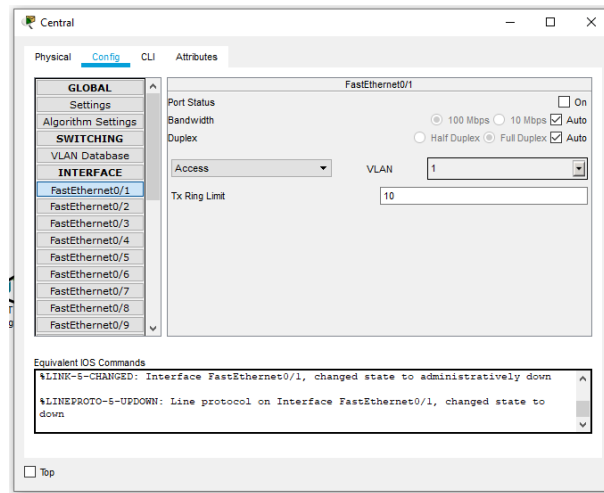 Central
Physical Config CLI Attributes
GLOBAL
Settings
Algorithm Settings
SWITCHING
VLAN Database
INTERFACE
FastEthernet0/1
FastEthernet0/2
FastEthernet0/3
FastEthernet0/4
FastEthernet0/5
FastEthernet0/6
FastEthernet0/7
FastEthernet0/8
FastEthernet0/9
FastEthernet0/1
Port Status On
Bandwidth 100 Mbps 10 Mbps Auto
Duplex Half Duplex Full Duplex Auto
Access VLAN 1
Tx Ring Limit 10
Equivalent IOS Commands
%LINK-5-CHANGED: Interface FastEthernet0/1, changed state to administratively down
%LINEPROTO-5-UPDOWN: Line protocol on Interface FastEthernet0/1, changed state to
down
Top